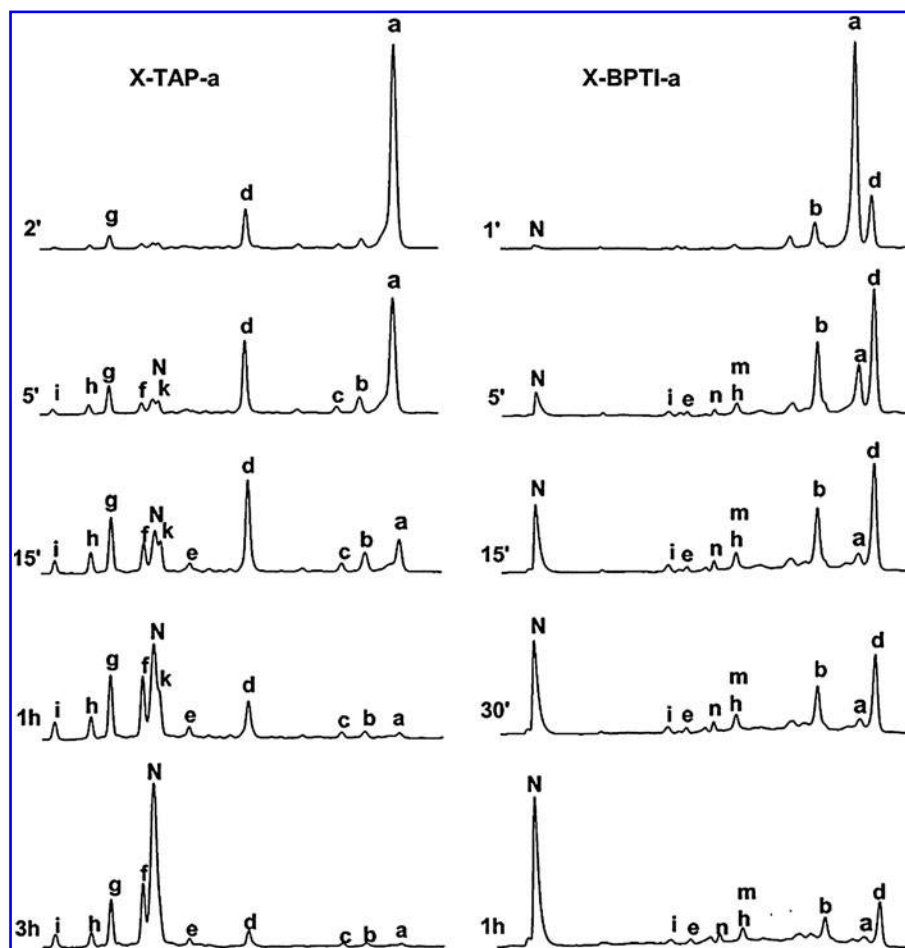 X-TAP-a
2' g d a
5' i h g f N k d c b a
15' i h g f N k e d c b a
1h i h g f N k e d c b a
3h i h g f N e d c b a
X-BPTI-a
1' N b a d
5' N i e n m h b a d
15' N i e n m h b a d
30' N i e n m h b a d
1h N i e n m h b a d